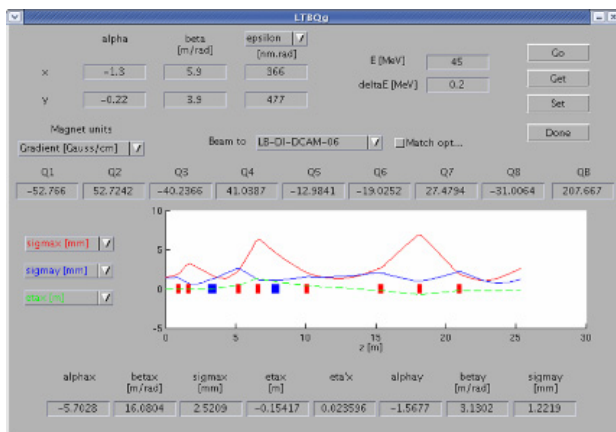 LTBQg
alpha beta epsilon
[m/rad] [nm.rad]
x -1.3 5.9 366 E [MeV] 45 Go
deltaE [MeV] 0.2 Get
y -0.22 3.9 477 Set
Magnet units Done
Gradient [Gauss/cm] Beam to LB-DI-DCAM-06 Match opt...
Q1 Q2 Q3 Q4 Q5 Q6 Q7 Q8 QB
-52.766 52.7242 -40.2366 41.0387 -12.9841 -19.0252 27.4794 -31.0064 207.667
10
sigmax [mm] 5
sigmay [mm] 0
etax [m]
-5
0 5 10 15 20 25 30
z [m]
alphax betax sigmax etax eta'x alphay betay sigmay
[m/rad] [mm] [m] [m/rad] [mm]
-5.7028 16.0804 2.5209 -0.15417 0.023596 -1.5677 3.1302 1.2219